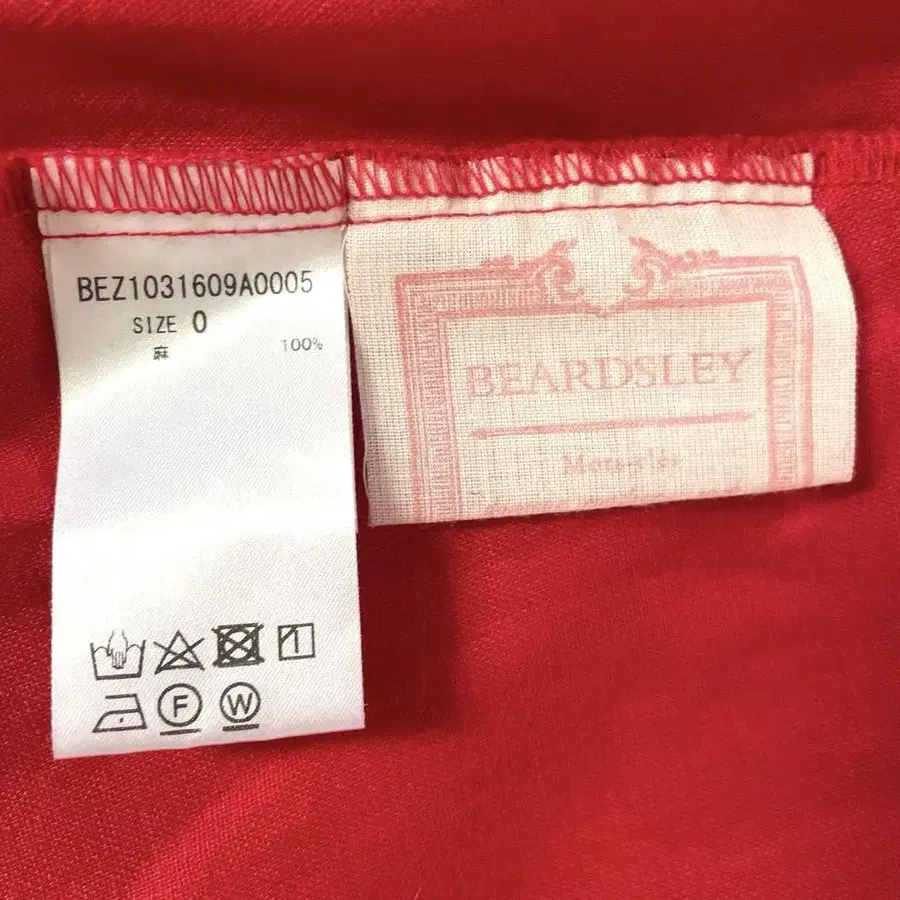 BEZ1031609A0005
SIZE 0
麻 100%
F W
BEARDSLEY